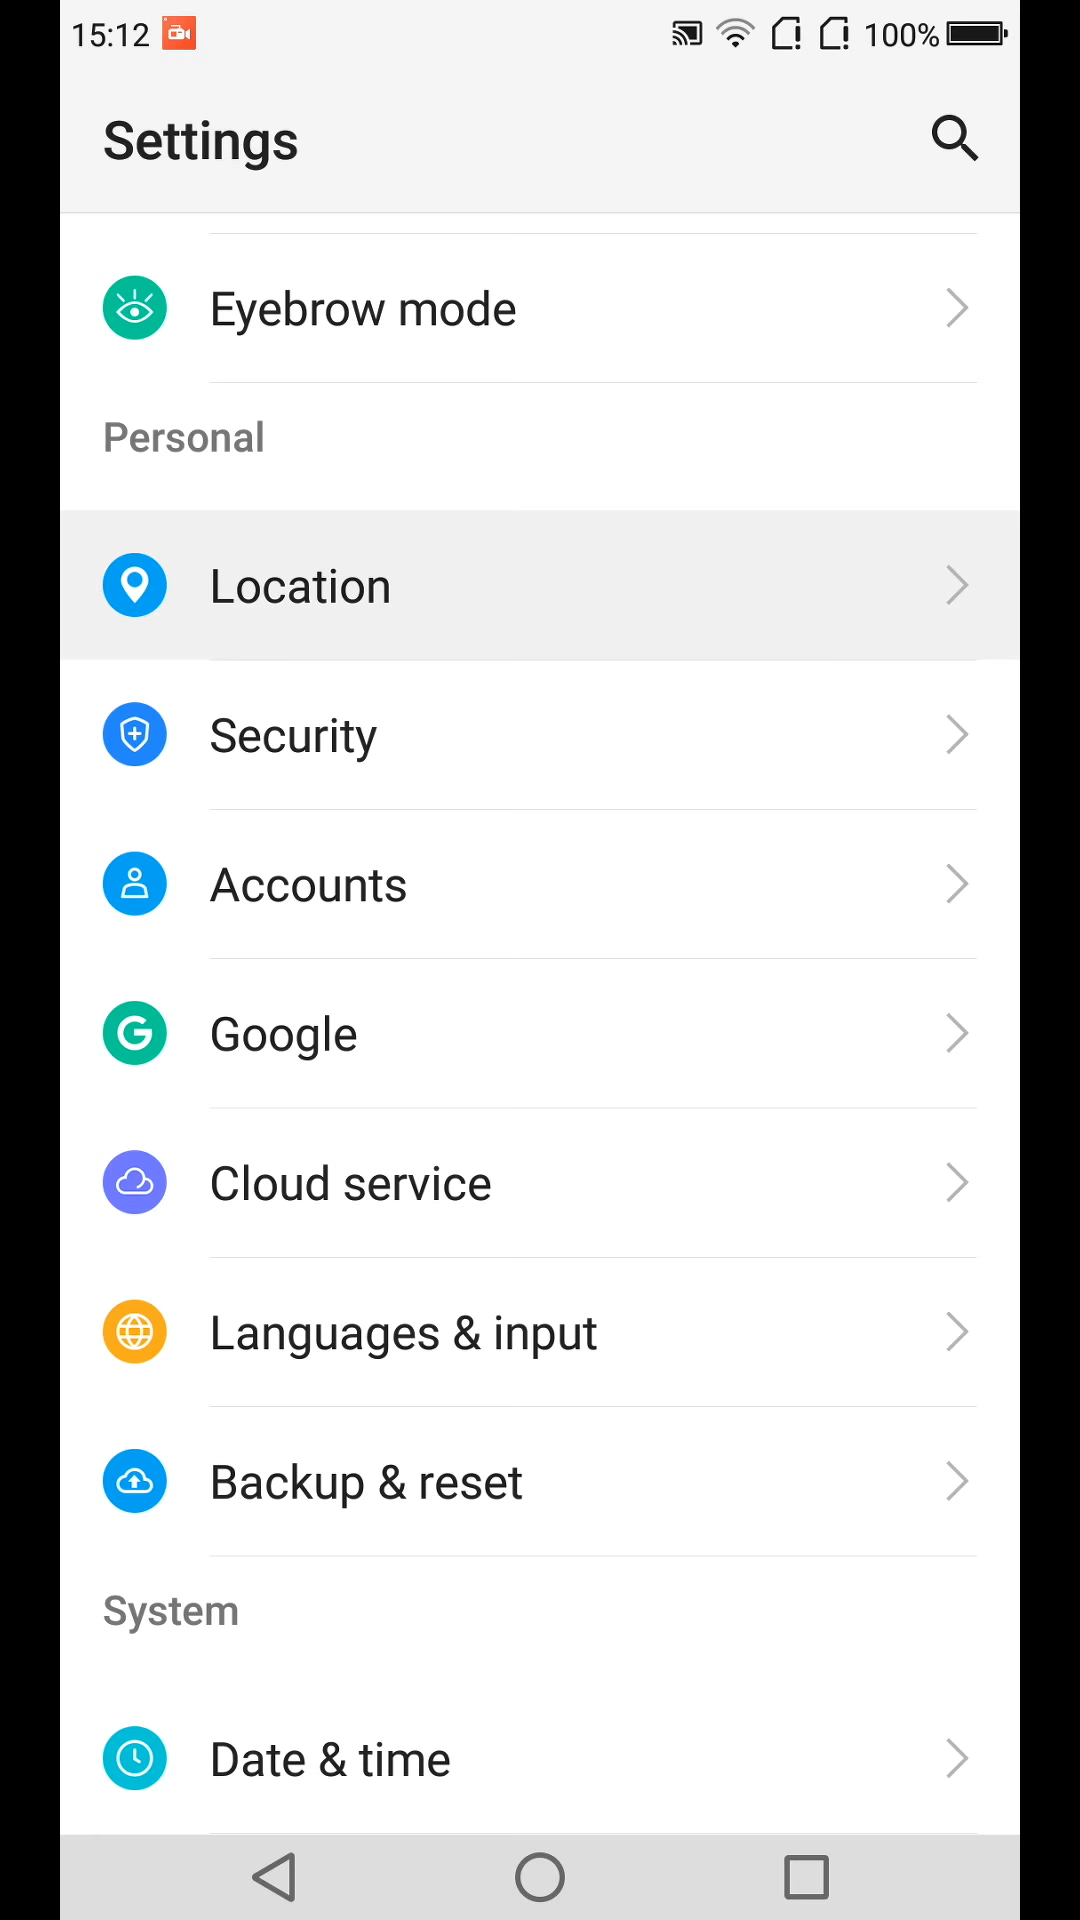 15:12
100%
Settings
Eyebrow mode
Personal
Location
Security
Accounts
Google
Cloud service
Languages & input
Backup & reset
System
Date & time